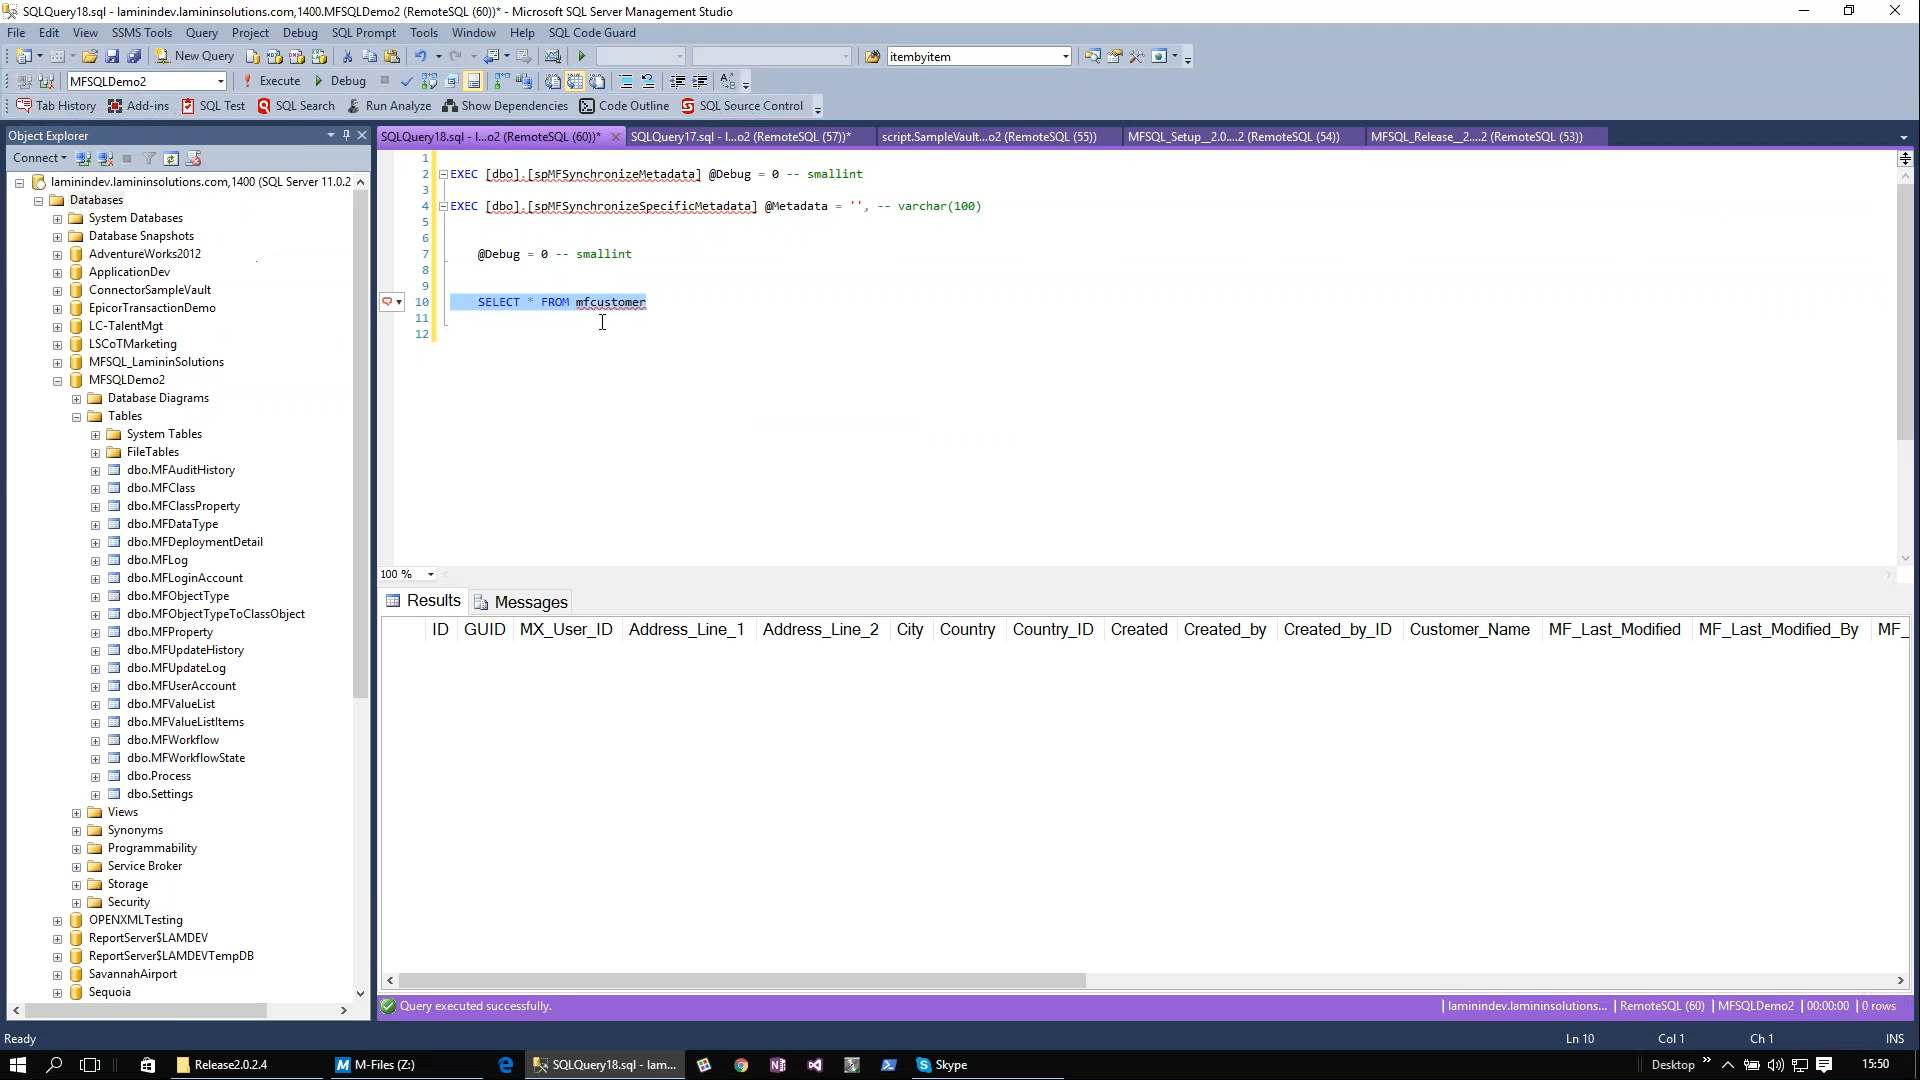 SQLQuery18.sql - laminindev.lamininsolutions.com,1400.MFSQLDemo2 (RemoteSQL (60))* - Microsoft SQL Server Management Studio
File Edit View SSMS Tools Query Project Debug SQL Prompt Tools Window Help SQL Code Guard
New Query itembyitem
MFSQLDemo2 Execute Debug
Tab History Add-ins SQL Test SQL Search Run Analyze Show Dependencies Code Outline SQL Source Control
Object Explorer
SQLQuery18.sql - l...o2 (RemoteSQL (60))* SQLQuery17.sql - l...o2 (RemoteSQL (57))* script.SampleVault...o2 (RemoteSQL (55)) MFSQL_Setup__2.0....2 (RemoteSQL (54)) MFSQL_Release__2....2 (RemoteSQL (53))
Connect
laminindev.lamininsolutions.com,1400 (SQL Server 11.0.2
Databases
System Databases
Database Snapshots
AdventureWorks2012
ApplicationDev
ConnectorSampleVault
EpicorTransactionDemo
LC-TalentMgt
LSCoTMarketing
MFSQL_LamininSolutions
MFSQLDemo2
Database Diagrams
Tables
System Tables
FileTables
dbo.MFAuditHistory
dbo.MFClass
dbo.MFClassProperty
dbo.MFDataType
dbo.MFDeploymentDetail
dbo.MFLog
dbo.MFLoginAccount
dbo.MFObjectType
dbo.MFObjectTypeToClassObject
dbo.MFProperty
dbo.MFUpdateHistory
dbo.MFUpdateLog
dbo.MFUserAccount
dbo.MFValueList
dbo.MFValueListItems
dbo.MFWorkflow
dbo.MFWorkflowState
dbo.Process
dbo.Settings
Views
Synonyms
Programmability
Service Broker
Storage
Security
OPENXMLTesting
ReportServer$LAMDEV
ReportServer$LAMDEVTempDB
SavannahAirport
Sequoia
1
2 EXEC [dbo].[spMFSynchronizeMetadata] @Debug = 0 -- smallint
3
4 EXEC [dbo].[spMFSynchronizeSpecificMetadata] @Metadata = '', -- varchar(100)
5
6
7 @Debug = 0 -- smallint
8
9
10 SELECT * FROM mfcustomer
11
12
100 %
Results Messages
ID GUID MX_User_ID Address_Line_1 Address_Line_2 City Country Country_ID Created Created_by Created_by_ID Customer_Name MF_Last_Modified MF_Last_Modified_By MF_
Query executed successfully. laminindev.lamininsolutions... RemoteSQL (60) MFSQLDemo2 00:00:00 0 rows
Ready Ln 10 Col 1 Ch 1 INS
Release2.0.2.4 M-Files (Z:) SQLQuery18.sql - lam... Skype Desktop 15:50